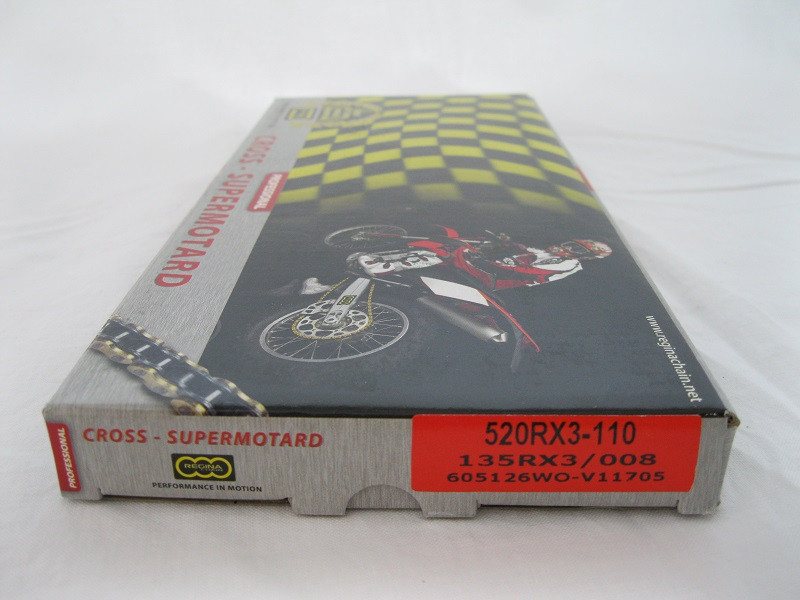 CROSS - SUPERMOTARD
PROFESSIONAL
www.reginachain.net
PROFESSIONAL
CROSS - SUPERMOTARD
REGINA
PERFORMANCE IN MOTION
520RX3-110
135RX3/008
605126WO-V11705